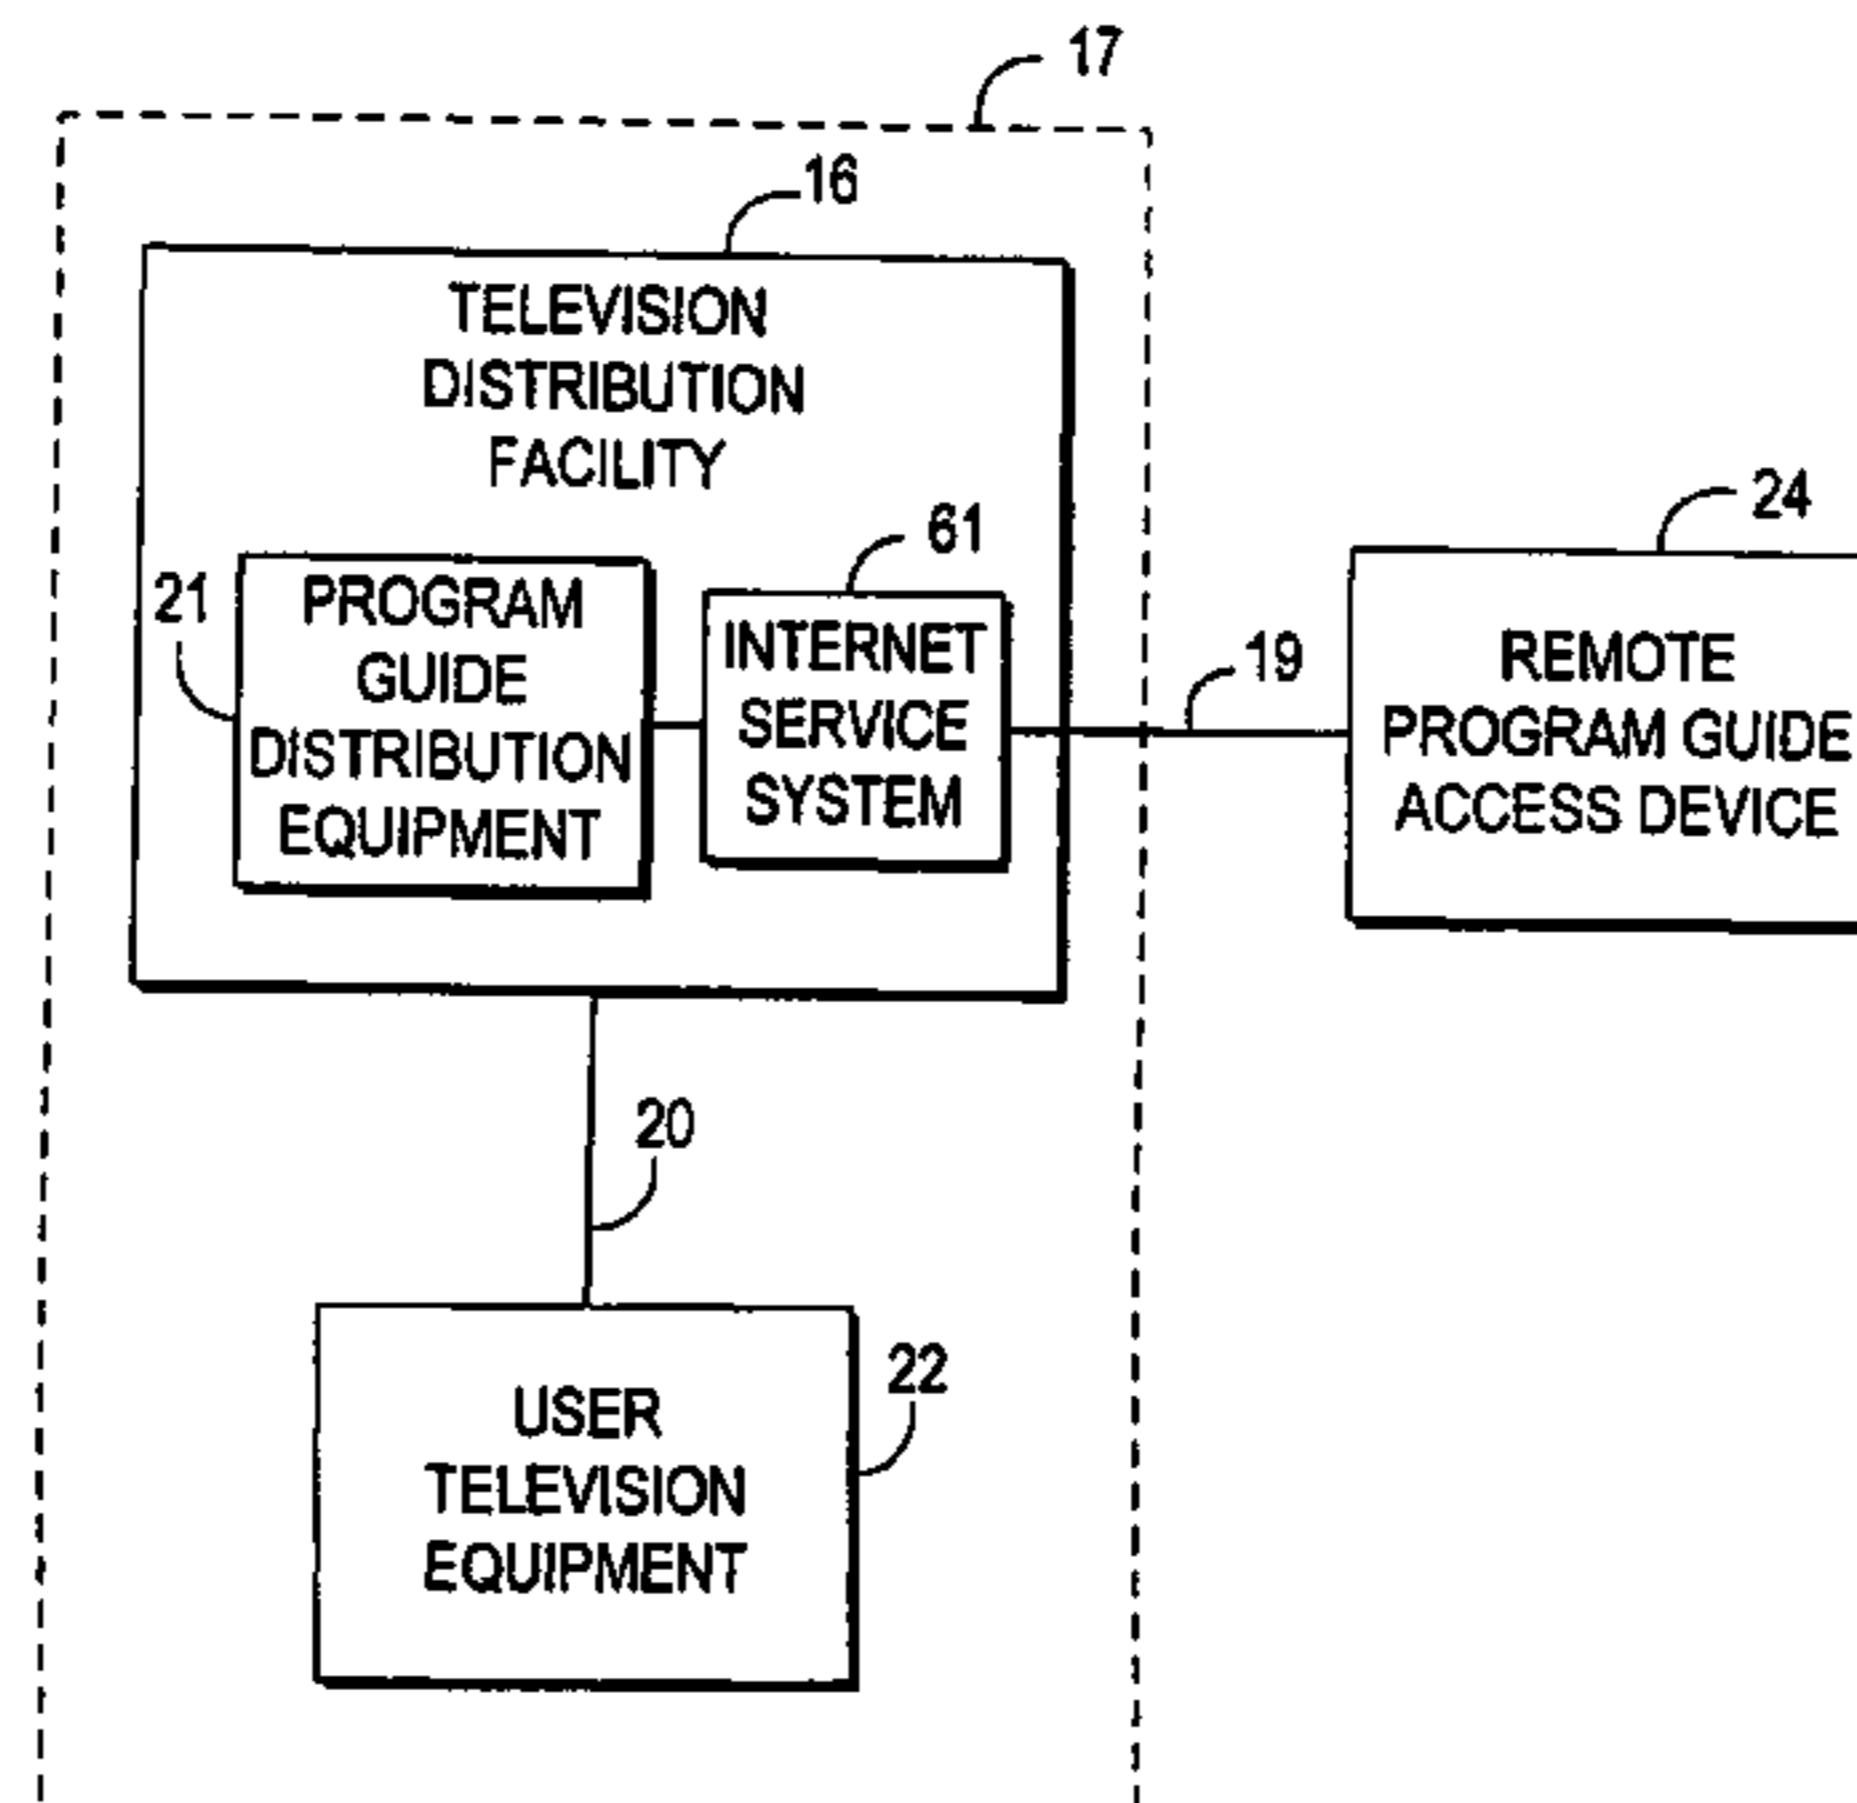 17
16
TELEVISION
DISTRIBUTION
FACILITY
24
61
21
PROGRAM
GUIDE
DISTRIBUTION
EQUIPMENT
INTERNET
SERVICE
SYSTEM
19
REMOTE
PROGRAM GUIDE
ACCESS DEVICE
20
22
USER
TELEVISION
EQUIPMENT